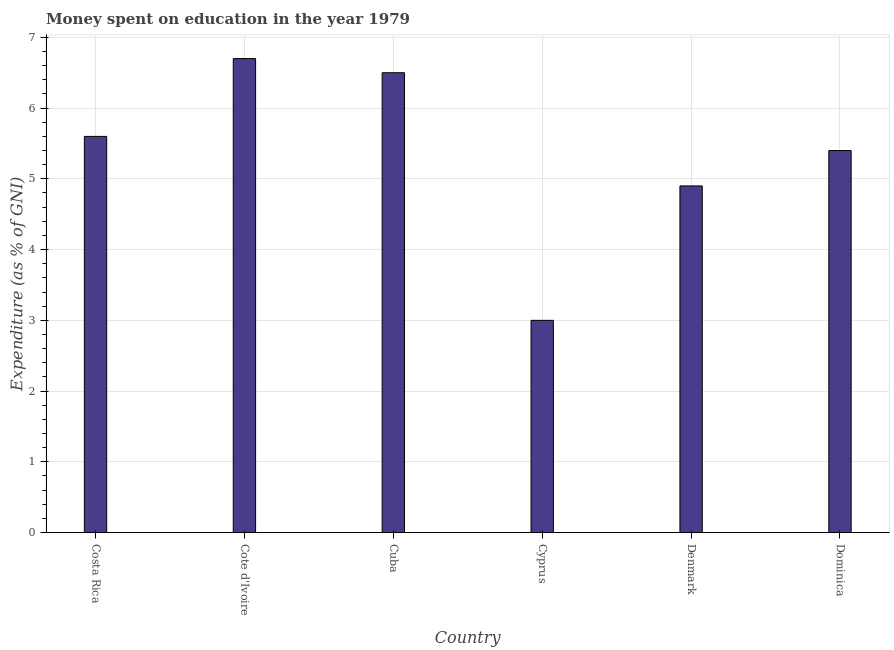 Money spent on education in the year 1979
Expenditure (as % of GNI)
7
6
5
4
3
2
1
0
Costa Rica
Cote d'Ivoire
Cuba
Cyprus
Denmark
Dominica
Country